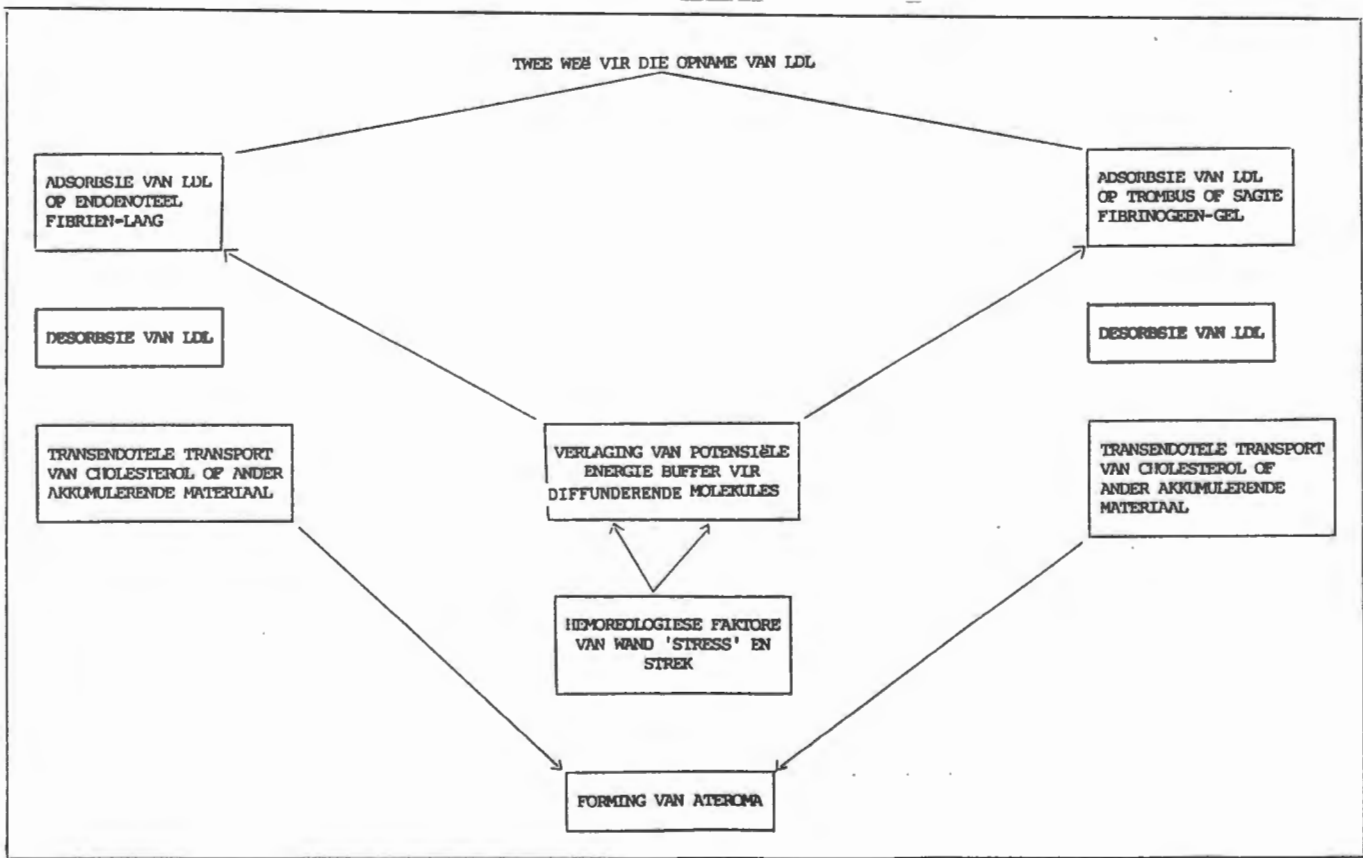 TWEE WEË VIR DIE OPNAME VAN LDL
ADSORBSIE VAN LDL
OP ENDOENOTEEL
FIBRIEN-LAAG
ADSORBSIE VAN LDL
OP TROMBUS OF SAGTE
FIBRINOGEEN-GEL
DESORBSIE VAN LDL
DESORBSIE VAN LDL
TRANSENDOTELE TRANSPORT
VAN CHOLESTEROL OF ANDER
AKKUMULERENDE MATERIAAL
VERLAGING VAN POTENSIËLE
ENERGIE BUFFER VIR
DIFFUNDERENDE MOLEKULES
TRANSENDOTELE TRANSPORT
VAN CHOLESTEROL OF
ANDER AKKUMULERENDE
MATERIAAL
HEMOREOLOGIESE FAKTORE
VAN WAND 'STRESS' EN
STREK
FORMING VAN ATEROMA